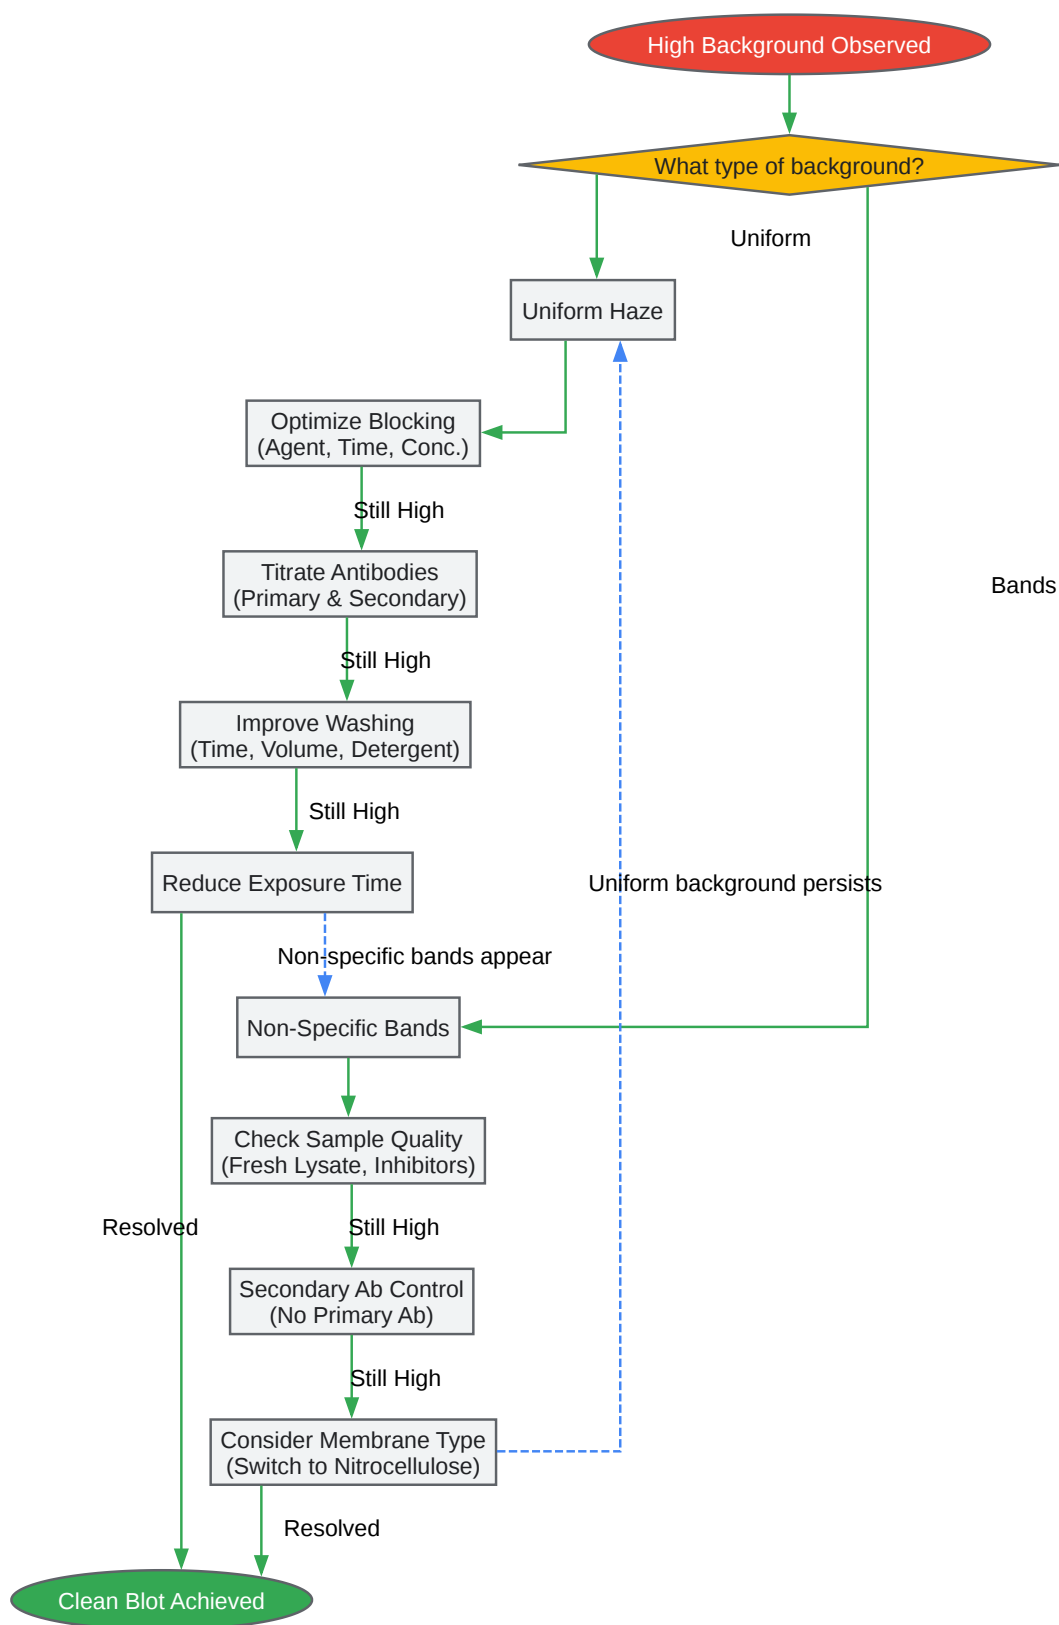 High Background Observed
What type of background?
Uniform
Uniform Haze
Optimize Blocking
(Agent, Time, Conc.)
Still High
Titrate Antibodies
(Primary & Secondary)
Bands
Still High
Improve Washing
(Time, Volume, Detergent)
Still High
Reduce Exposure Time
Uniform background persists
Non-specific bands appear
Non-Specific Bands
Check Sample Quality
(Fresh Lysate, Inhibitors)
Resolved
Still High
Secondary Ab Control
(No Primary Ab)
Still High
Consider Membrane Type
(Switch to Nitrocellulose)
Resolved
Clean Blot Achieved